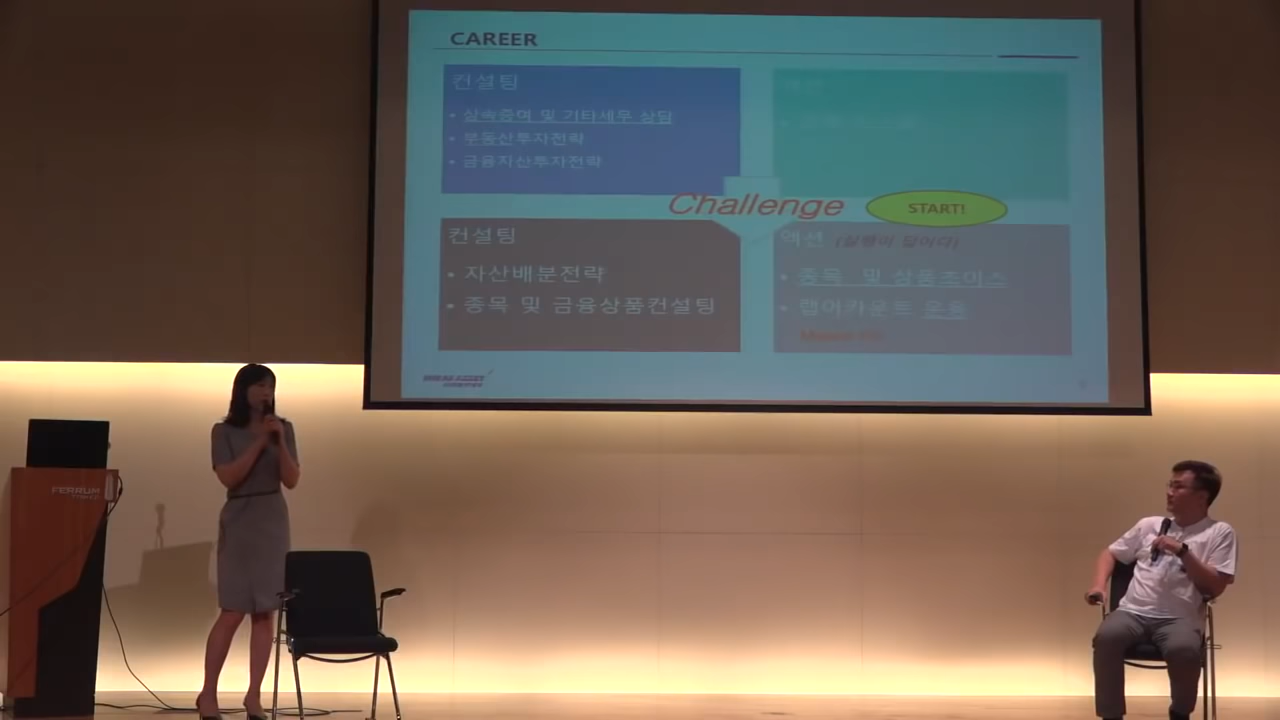 CAREER
컨설팅
• 상속증여 및 기타세무 상담
• 부동산투자전략
• 금융자산투자전략
Challenge
START!
컨설팅
• 자산배분전략
• 종목 및 금융상품컨설팅
액션 (실행이 답이다)
• 종목 및 상품초이스
• 랩어카운트 운용
FERRUM